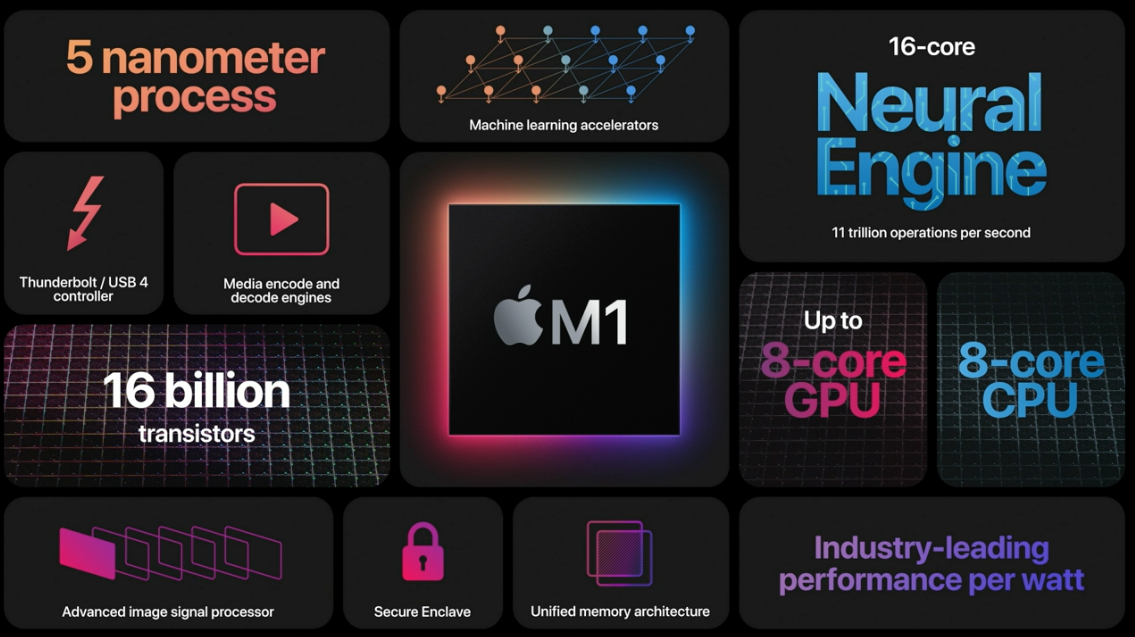 5 nanometer
process
Machine learning accelerators
16-core
Neural
Engine
11 trillion operations per second
Thunderbolt / USB 4
controller
Media encode and
decode engines
M1
Up to
8-core
GPU
8-core
CPU
16 billion
transistors
Advanced image signal processor
Secure Enclave
Unified memory architecture
Industry-leading
performance per watt